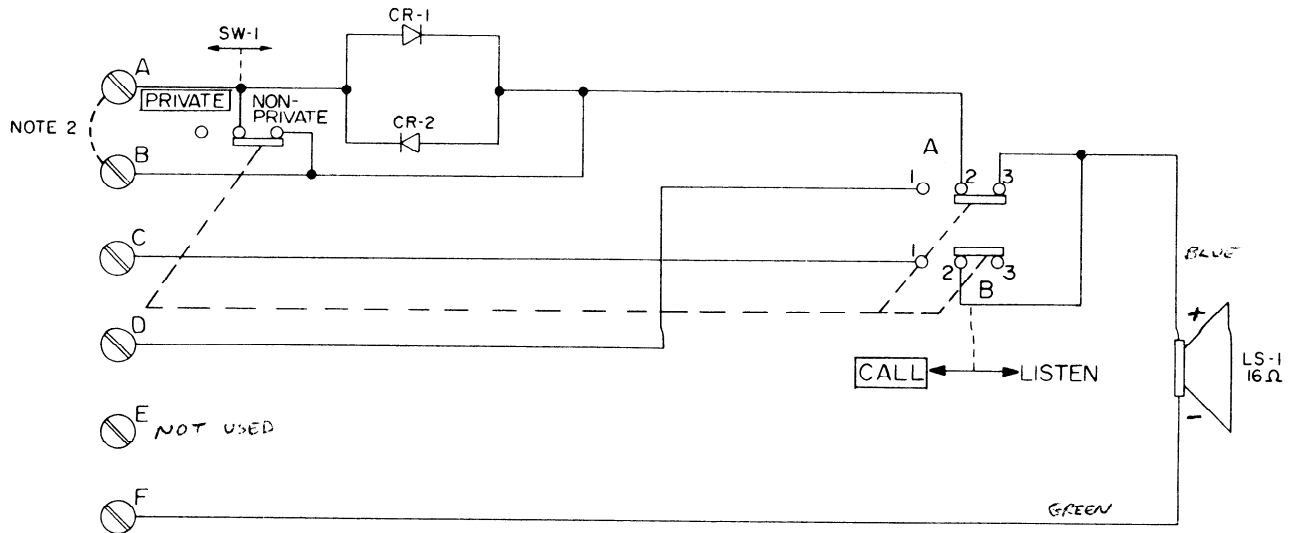 CR-1
SW-1
A
PRIVATE
NON-
PRIVATE
NOTE 2
CR-2
B
A
1
2
3
C
1
2
3
B
BLUE
D
+
CALL
LISTEN
LS-1
16Ω
-
E
NOT USED
F
GREEN